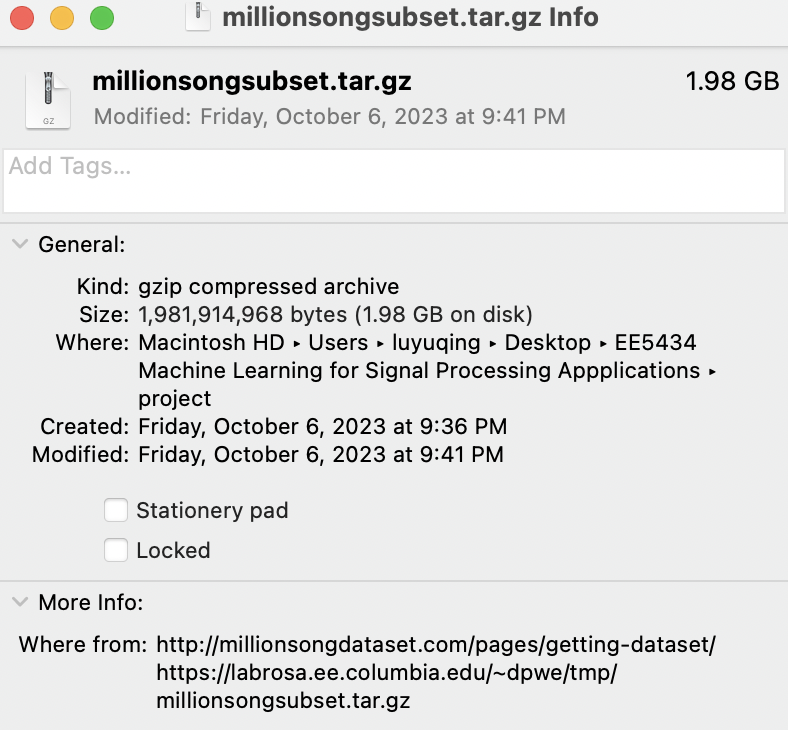 millionsongsubset.tar.gz Info
millionsongsubset.tar.gz 1.98 GB
Modified: Friday, October 6, 2023 at 9:41 PM
GZ
Add Tags...
General:
Kind: gzip compressed archive
Size: 1,981,914,968 bytes (1.98 GB on disk)
Where: Macintosh HD ▸ Users ▸ luyuqing ▸ Desktop ▸ EE5434
Machine Learning for Signal Processing Appplications ▸
project
Created: Friday, October 6, 2023 at 9:36 PM
Modified: Friday, October 6, 2023 at 9:41 PM
Stationery pad
Locked
More Info:
Where from: http://millionsongdataset.com/pages/getting-dataset/
https://labrosa.ee.columbia.edu/~dpwe/tmp/
millionsongsubset.tar.gz